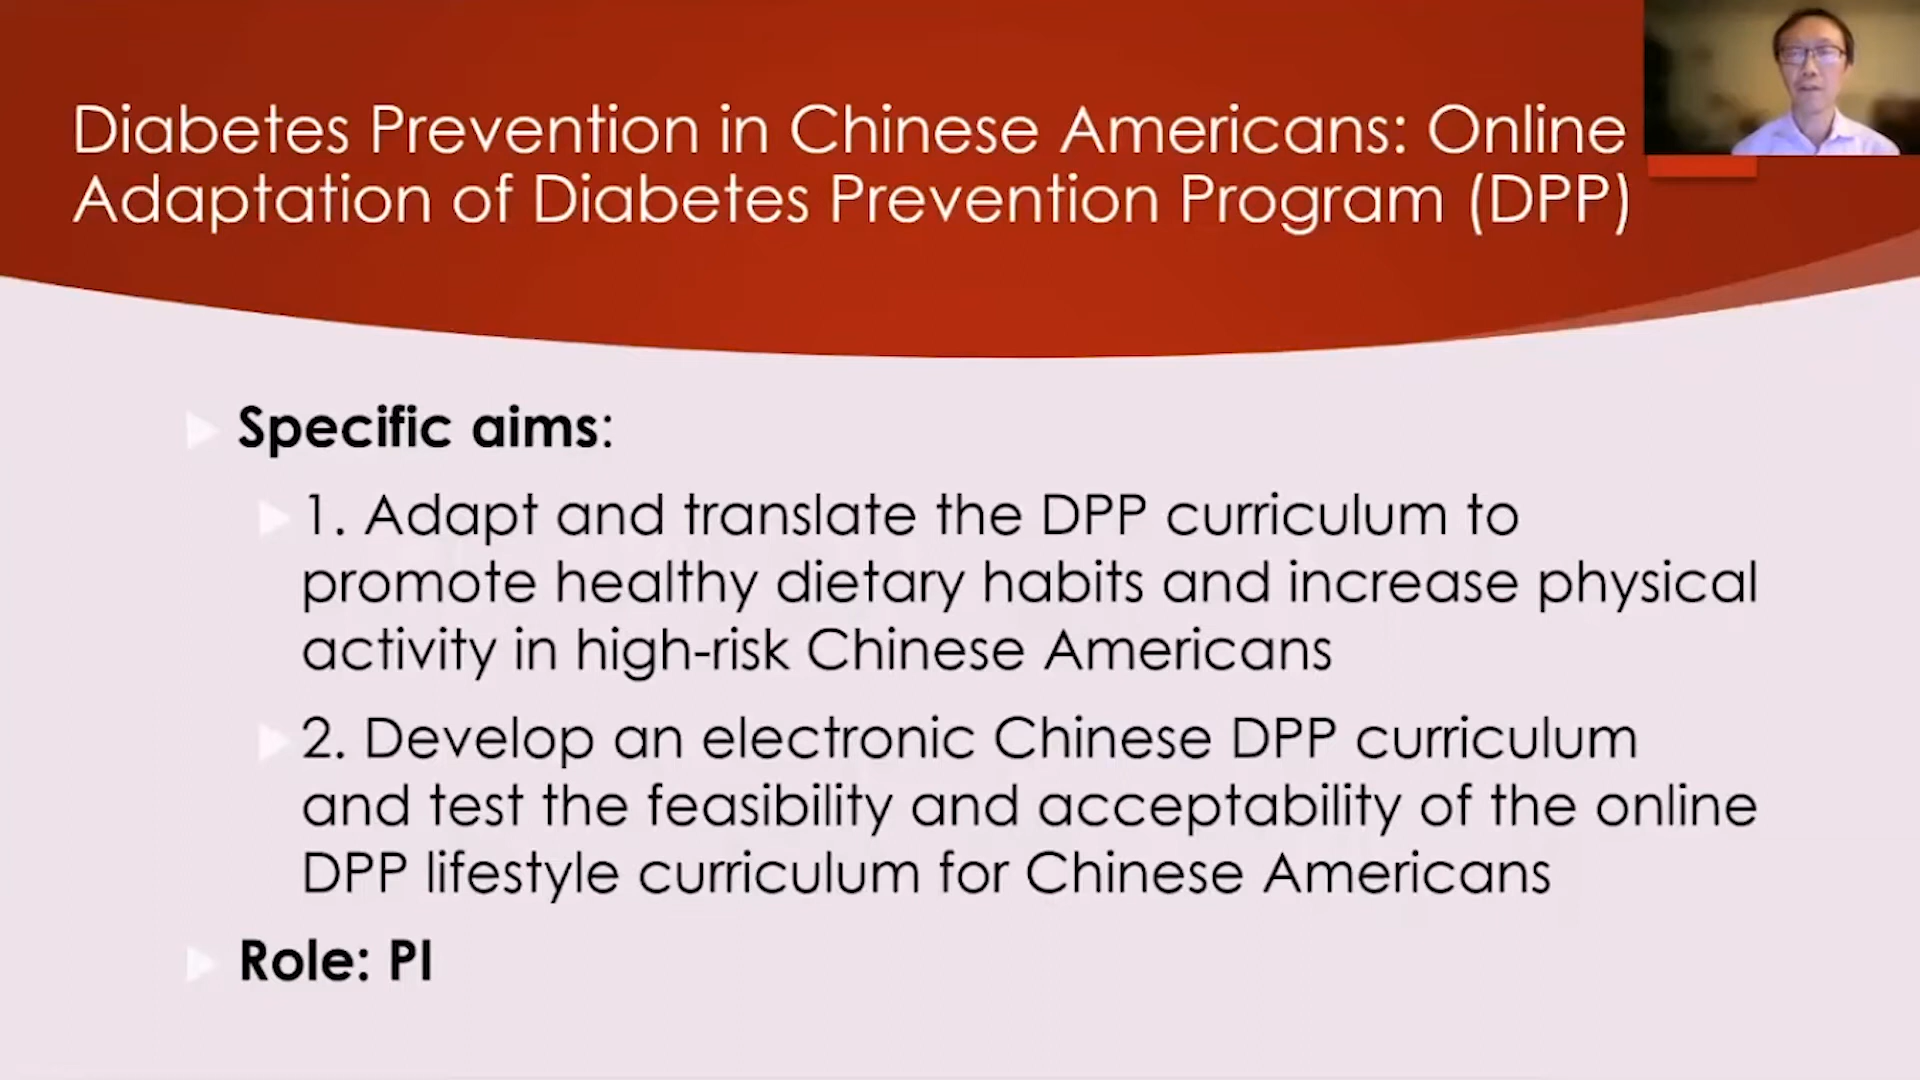 Diabetes Prevention in Chinese Americans: Online
Adaptation of Diabetes Prevention Program (DPP)
Specific aims:
1. Adapt and translate the DPP curriculum to
promote healthy dietary habits and increase physical
activity in high-risk Chinese Americans
2. Develop an electronic Chinese DPP curriculum
and test the feasibility and acceptability of the online
DPP lifestyle curriculum for Chinese Americans
Role: PI